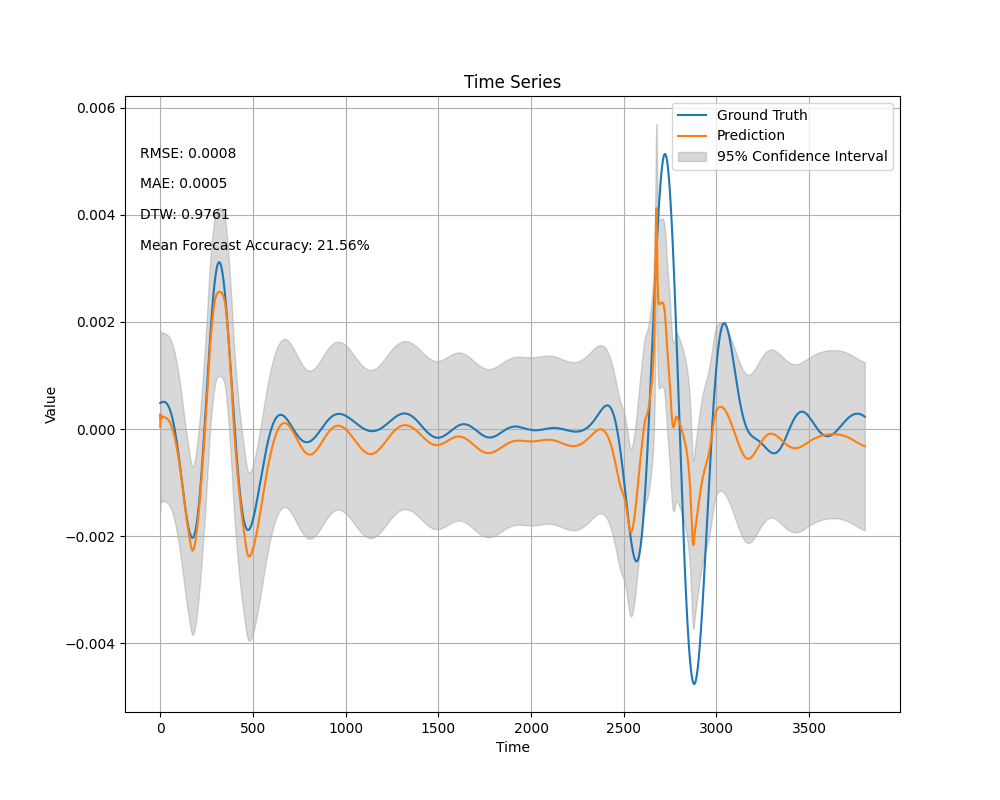 Time Series
Ground Truth
Prediction
95% Confidence Interval
RMSE: 0.0008
MAE: 0.0005
DTW: 0.9761
Mean Forecast Accuracy: 21.56%
0.006
0.004
0.002
0.000
−0.002
−0.004
Value
0 500 1000 1500 2000 2500 3000 3500
Time